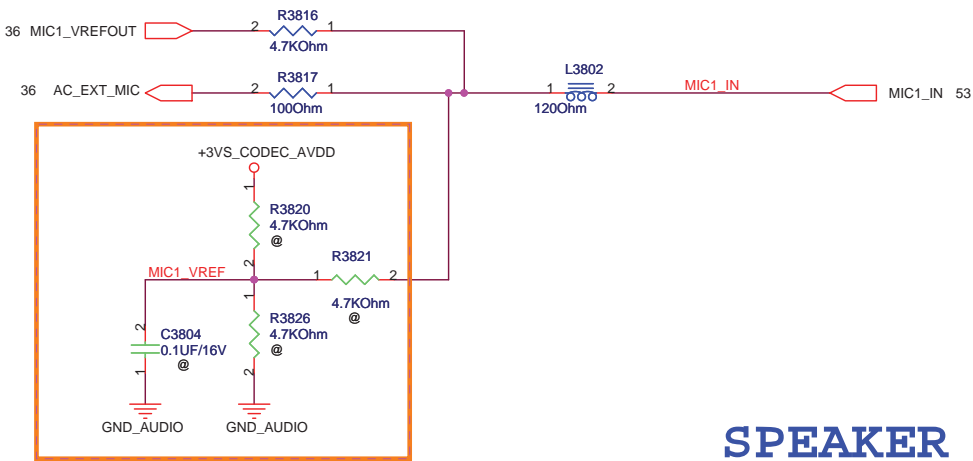 R3816
36 MIC1_VREFOUT 2 1
4.7KOhm
R3817
36 AC_EXT_MIC 2 1
100Ohm
L3802
1 2
120Ohm
MIC1_IN
MIC1_IN 53
+3VS_CODEC_AVDD
1
R3820
4.7KOhm
@
2
MIC1_VREF
R3821
1 2
4.7KOhm
@
1
R3826
4.7KOhm
@
2
2
C3804
0.1UF/16V
@
1
GND_AUDIO
GND_AUDIO
SPEAKER